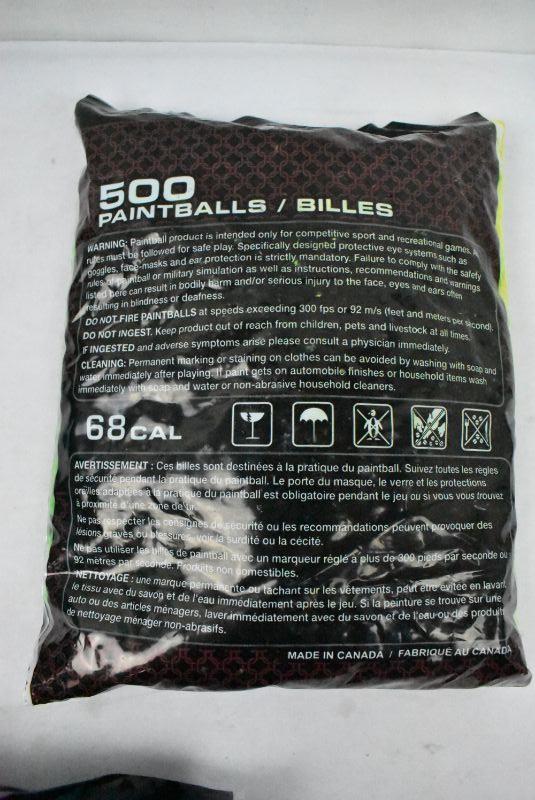 500
PAINTBALLS / BILLES
WARNING: Paintball product is intended only for competitive sport and recreational games.
rules must be followed for safe play. Specifically designed protective eye systems such as
goggles, face-masks and ear protection is strictly mandatory. Failure to comply with the safety
rules of paintball or military simulation as well as instructions, recommendations and warnings
listed here can result in bodily harm and/or serious injury to the face, eyes and ears often
resulting in blindness or deafness.
DO NOT FIRE PAINTBALLS at speeds exceeding 300 fps or 92 m/s (feet and meters per second).
DO NOT INGEST. Keep product out of reach from children, pets and livestock at all times.
IF INGESTED and adverse symptoms arise please consult a physician immediately.
CLEANING: Permanent marking or staining on clothes can be avoided by washing with soap and
water immediately after playing. If paint gets on automobile finishes or household items wash
immediately with soap and water or non-abrasive household cleaners.
68CAL
AVERTISSEMENT : Ces billes sont destinées à la pratique du paintball. Suivez toutes les règles
de sécurité pendant la pratique du paintball. Le porte du masque, le verre et les protections
oreilles adaptées à la pratique du paintball est obligatoire pendant le jeu ou si vous vous trouvez
à proximité d'une zone de tir.
Ne pas respecter les consignes de sécurité ou les recommandations peuvent provoquer des
lésions graves ou blessures, voir la surdité ou la cécité.
Ne pas utiliser les billes de paintball avec un marqueur réglé a plus de 300 pieds par seconde ou
92 mètres par seconde. Produits non comestibles.
NETTOYAGE : une marque permanente ou tachant sur les vêtements, peut être évitée en lavant
le tissu avec du savon et de l'eau immédiatement après le jeu. Si la peinture se trouve sur une
auto ou des articles ménagers, laver immédiatement avec du savon et de l'eau ou des produits
de nettoyage ménager non-abrasifs.
MADE IN CANADA / FABRIQUÉ AU CANADA